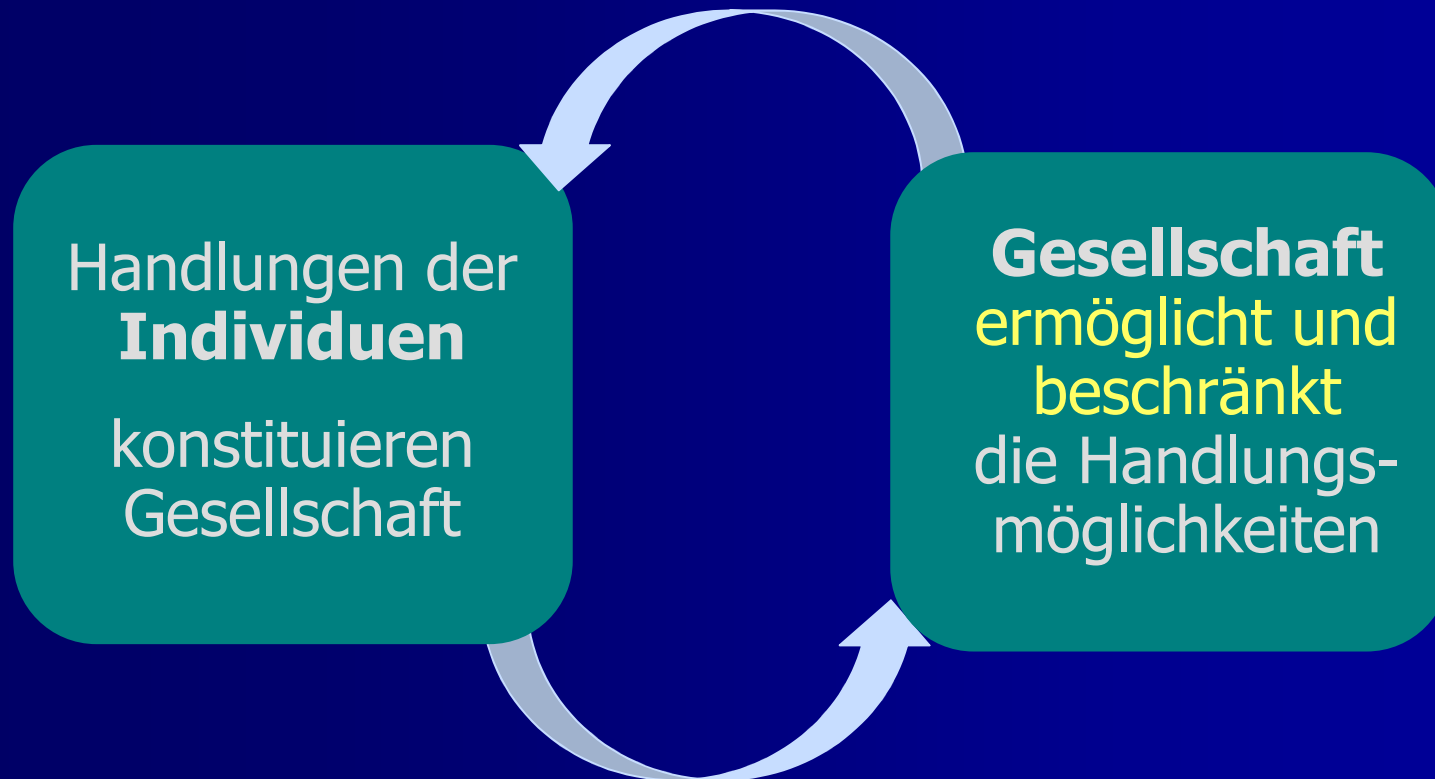 Handlungen der
Individuen
konstituieren
Gesellschaft
Gesellschaft
ermöglicht und
beschränkt
die Handlungs-
möglichkeiten